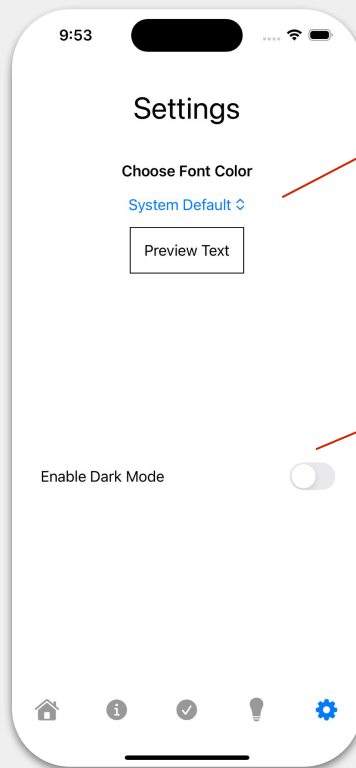 9:53
Settings
Choose Font Color
System Default
Preview Text
Enable Dark Mode